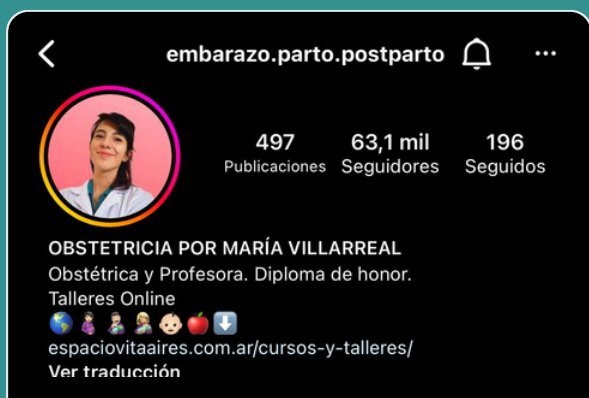 embarazo.parto.postparto
497 63,1 mil 196
Publicaciones Seguidores Seguidos
OBSTETRICIA POR MARÍA VILLARREAL
Obstétrica y Profesora. Diploma de honor.
Talleres Online
espaciovitaaires.com.ar/cursos-y-talleres/
Ver traducción